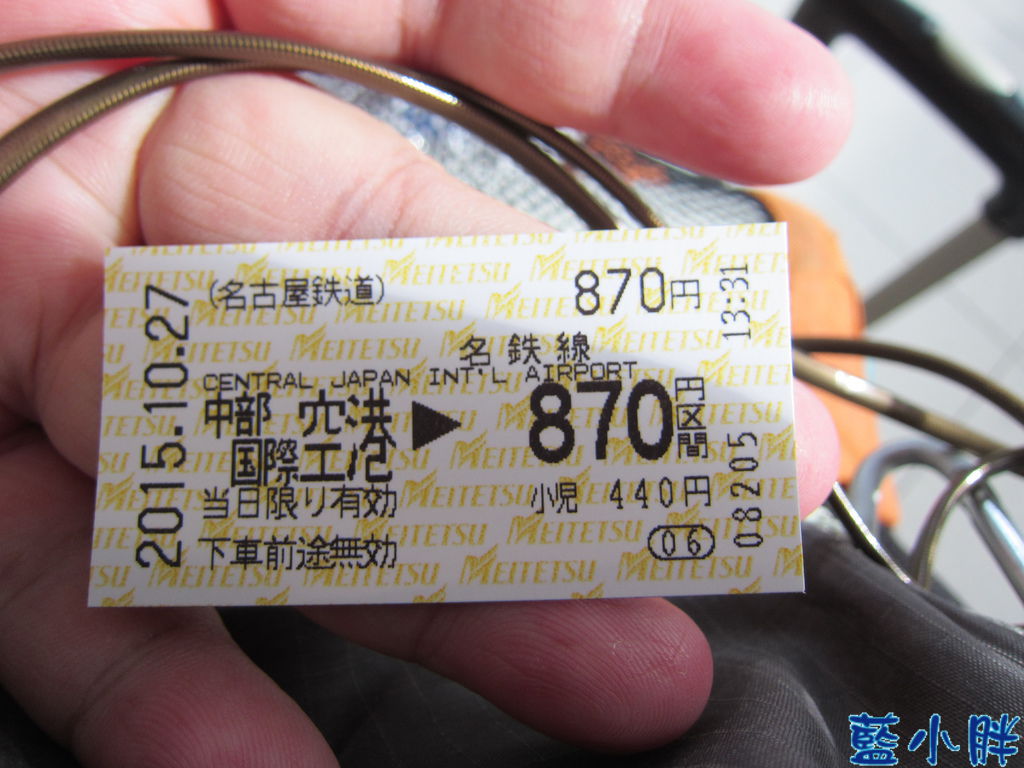 (名古屋鉄道) 870円
名鉄線
CENTRAL JAPAN INT'L AIRPORT
中部国際空港 ▶ 870円区間
当日限り有効 小児 440円
下車前途無効 06
2015.10.27
13:31
08205
MEITETSU
藍小胖